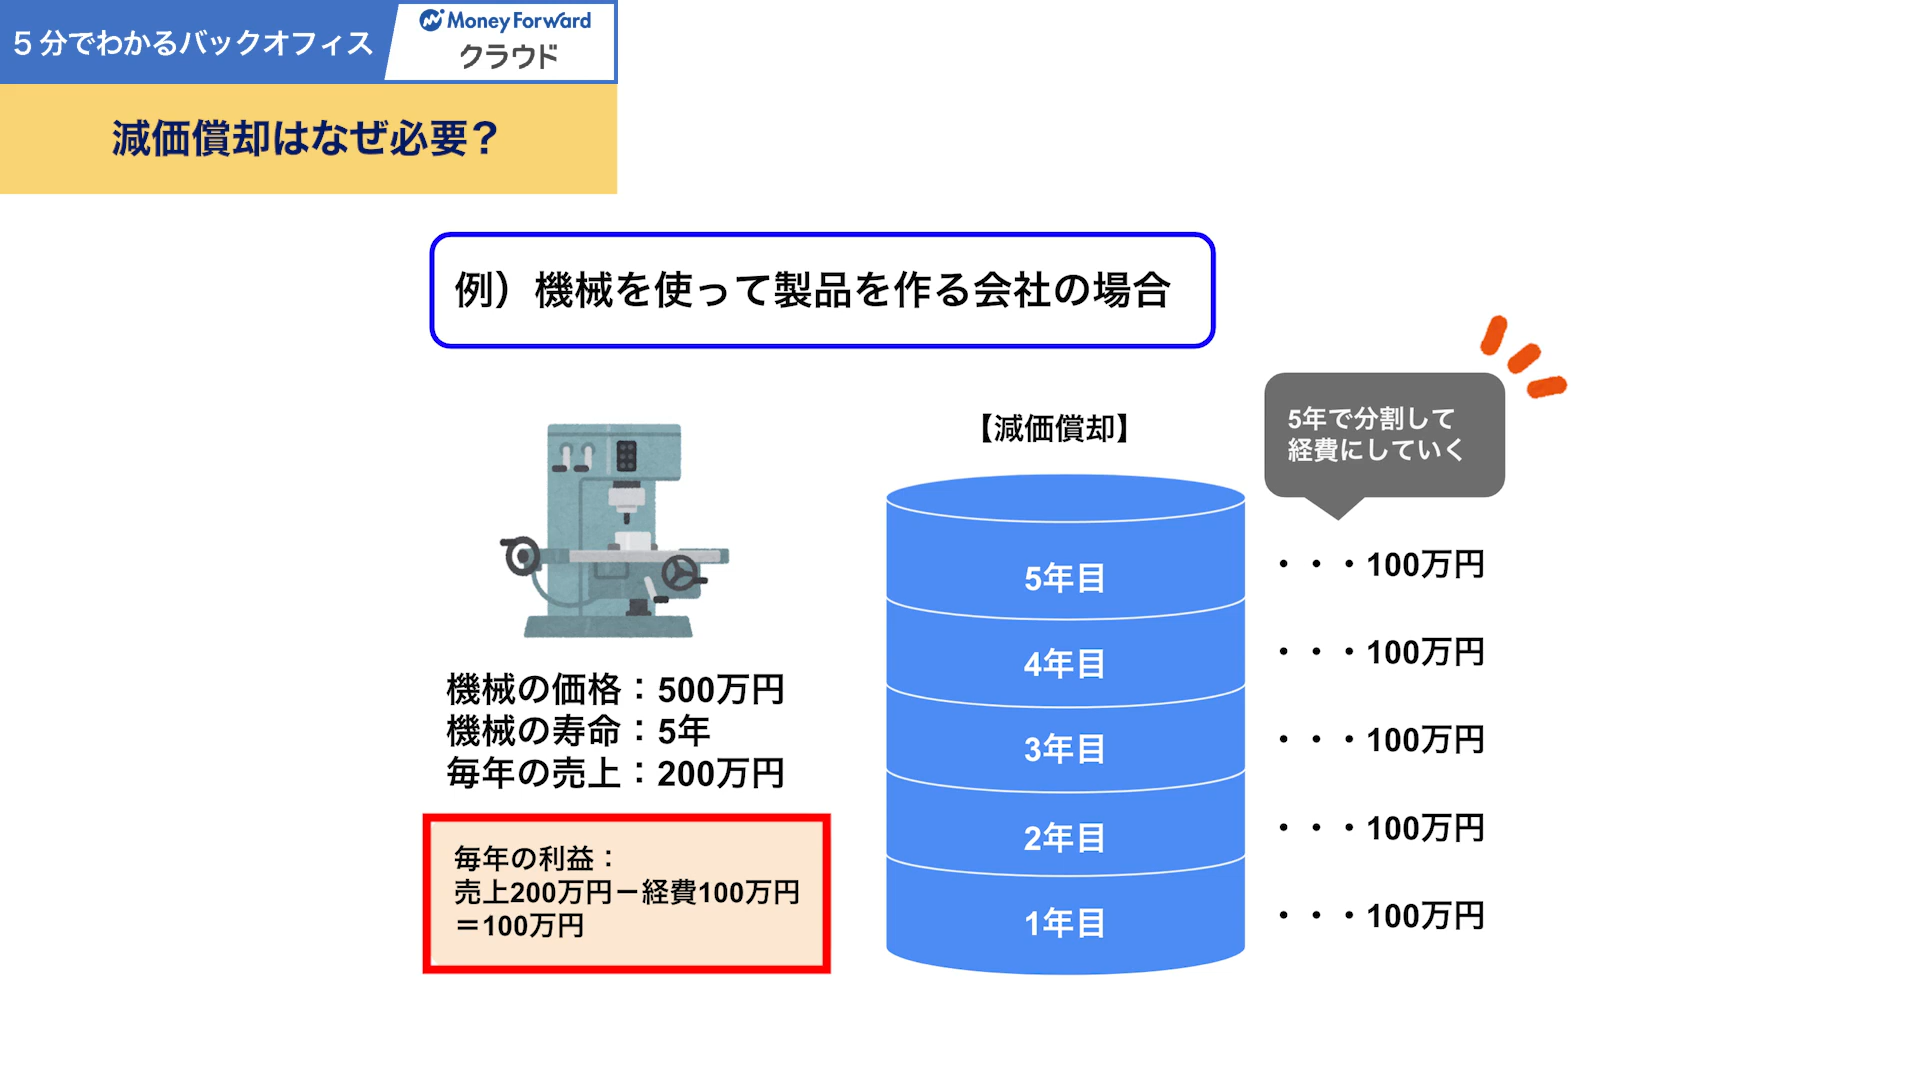 5分でわかるバックオフィス
Money Forward
クラウド
減価償却はなぜ必要？
例）機械を使って製品を作る会社の場合
【減価償却】
5年で分割して
経費にしていく
5年目
・・・100万円
4年目
・・・100万円
3年目
・・・100万円
2年目
・・・100万円
1年目
・・・100万円
機械の価格：500万円
機械の寿命：5年
毎年の売上：200万円
毎年の利益：
売上200万円－経費100万円
＝100万円